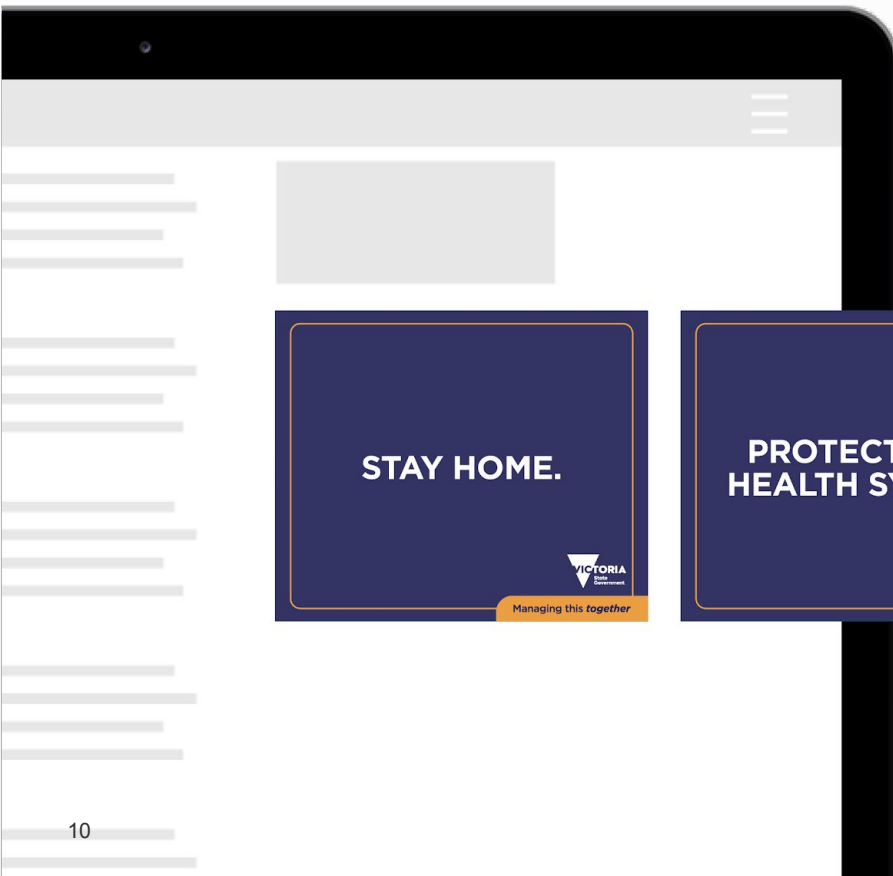 STAY HOME.
VICTORIA
State
Government
Managing this together
PROTECT
HEALTH SY
10